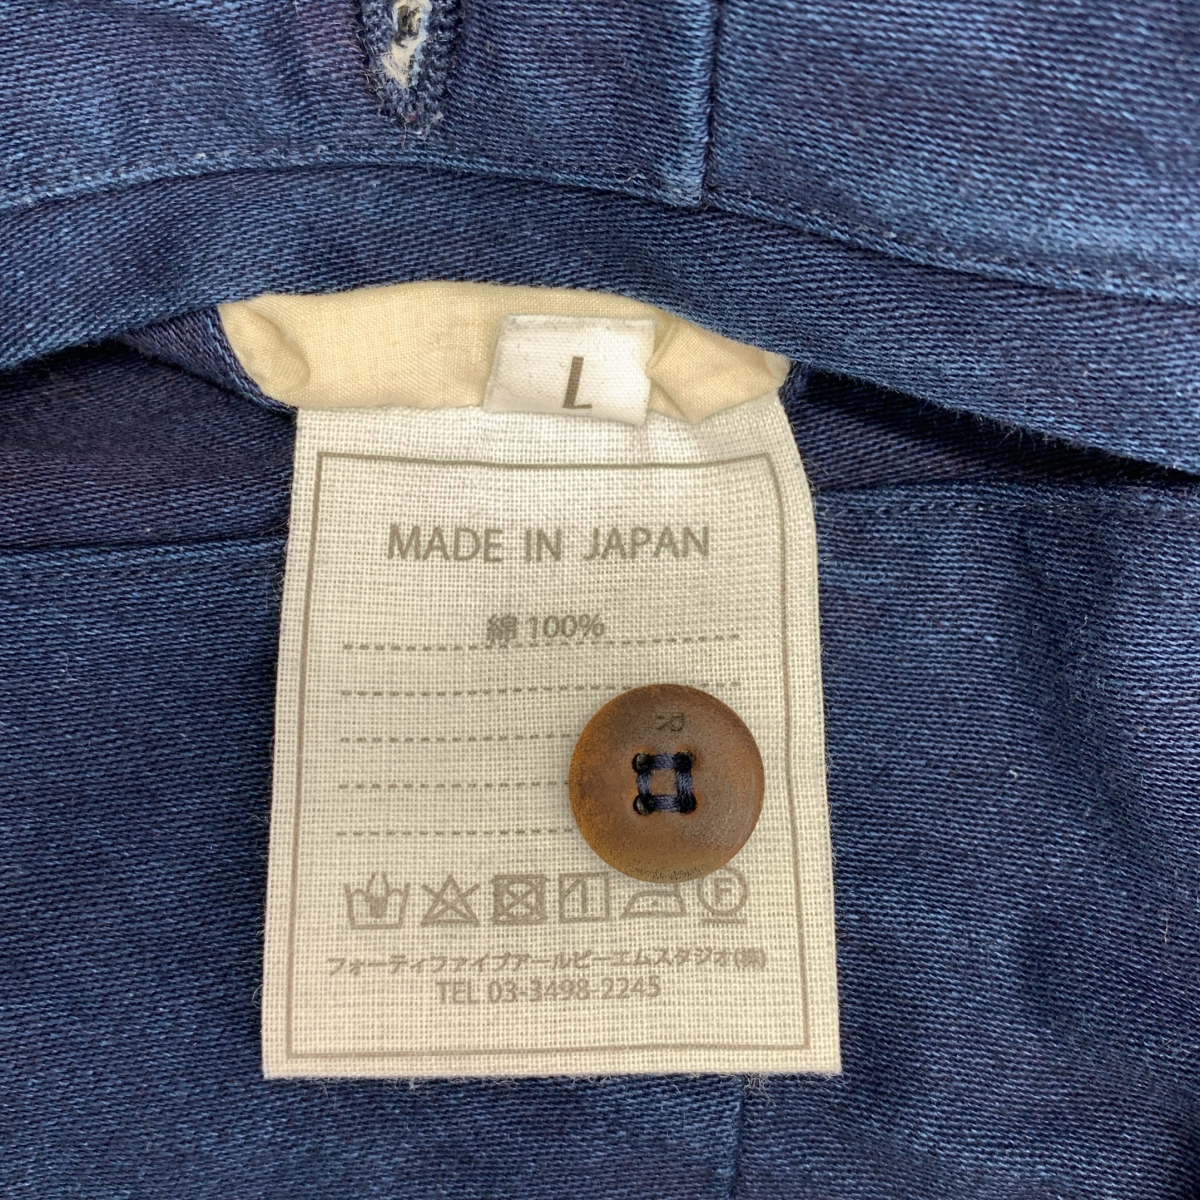 L
MADE IN JAPAN
綿 100%
F
フォーティファイブアールピーエムスタジオ(株)
TEL 03-3498-2245